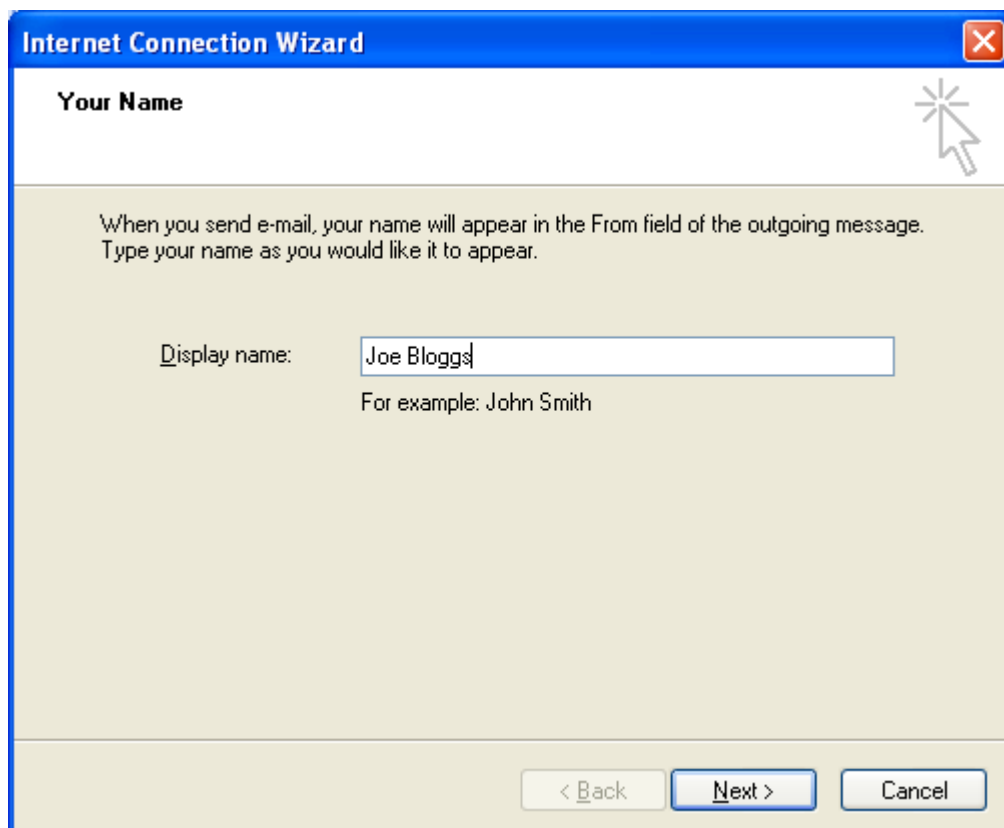 Internet Connection Wizard
Your Name
When you send e-mail, your name will appear in the From field of the outgoing message.
Type your name as you would like it to appear.
Display name: Joe Bloggs
For example: John Smith
< Back Next > Cancel